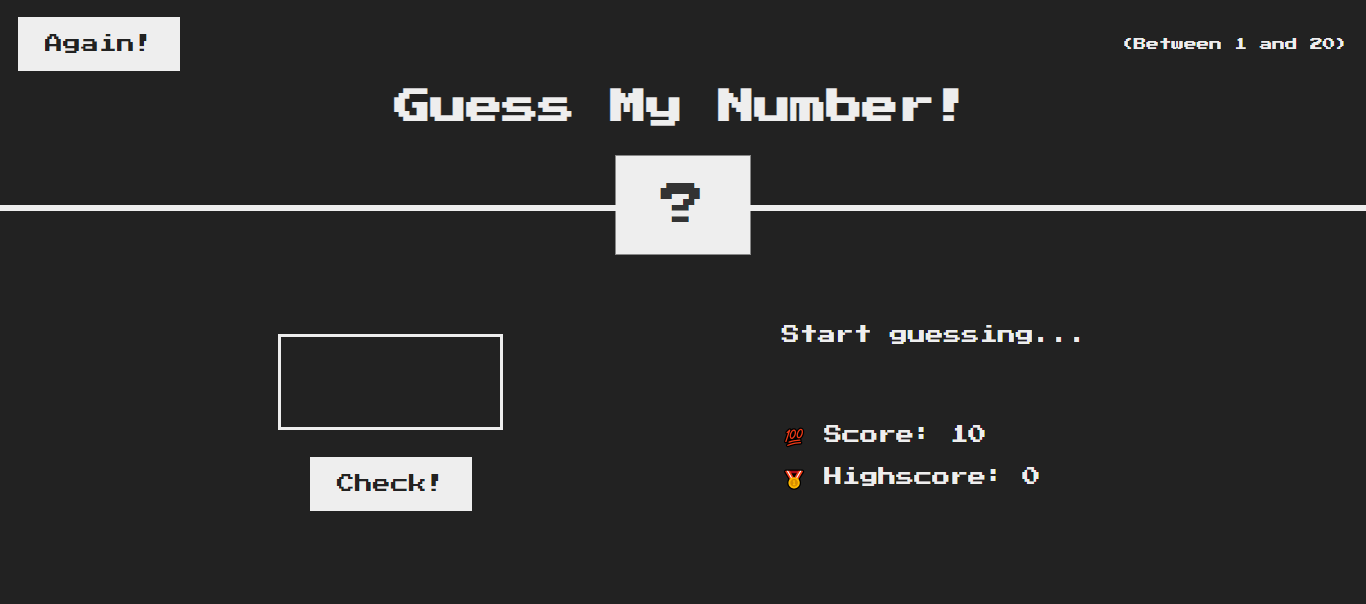 Again!
(Between 1 and 20)
Guess My Number!
?
Start guessing...
💯 Score: 10
🥇 Highscore: 0
Check!